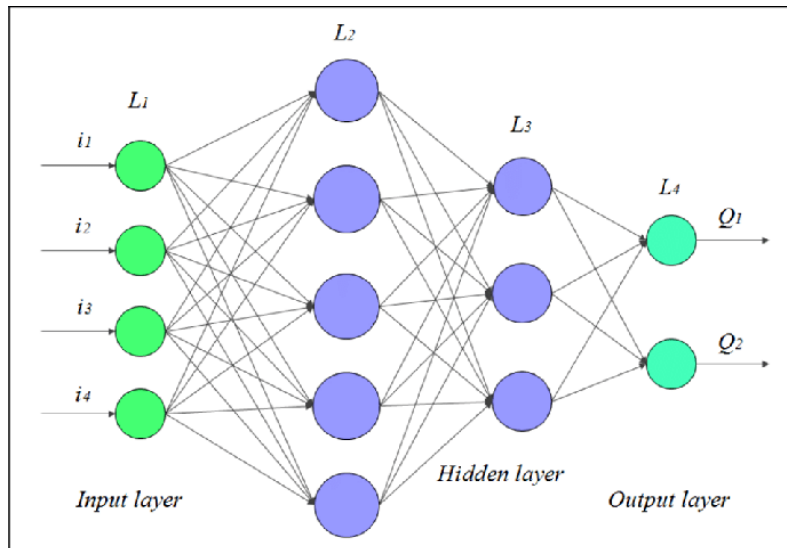 L2
L1
L3
i1
L4
Q1
i2
i3
Q2
i4
Hidden layer
Input layer
Output layer